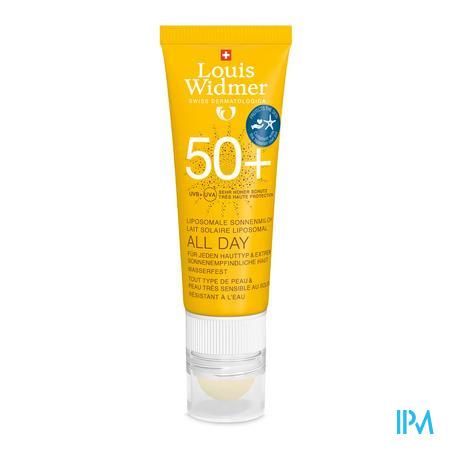 Louis
Widmer
SWISS DERMATOLOGICA
50+
UVB+UVA
SEHR HOHER SCHUTZ
TRÈS HAUTE PROTECTION
LIPOSOMALE SONNENMILCH
LAIT SOLAIRE LIPOSOMAL
ALL DAY
FÜR JEDEN HAUTTYP & EXTREM
SONNENEMPFINDLICHE HAUT
WASSERFEST
TOUT TYPE DE PEAU &
PEAU TRÈS SENSIBLE AU SOLEIL
RÉSISTANT À L'EAU
IPM